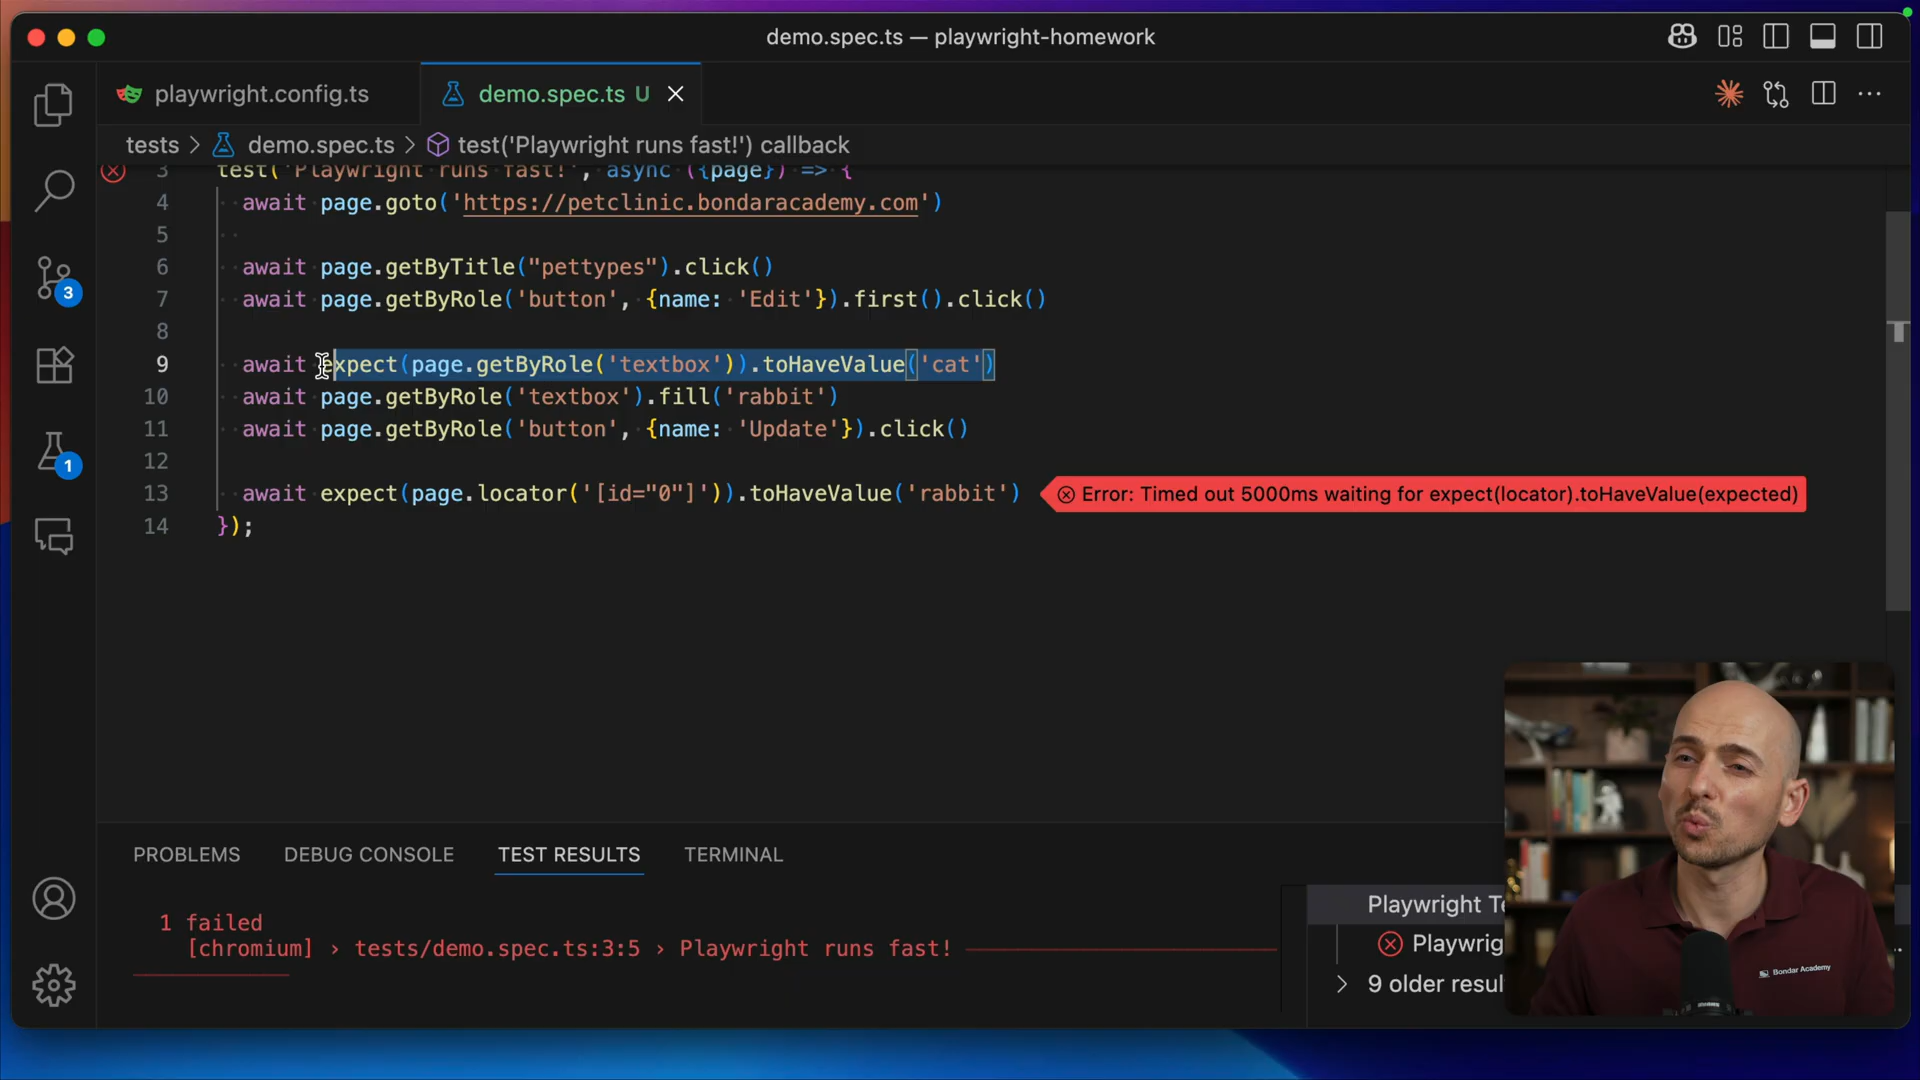 demo.spec.ts — playwright-homework
playwright.config.ts
demo.spec.ts U
tests > demo.spec.ts > test('Playwright runs fast!') callback
3 test('Playwright runs fast!', async ({page}) => {
4 await page.goto('https://petclinic.bondaracademy.com')
5
6 await page.getByTitle("pettypes").click()
7 await page.getByRole('button', {name: 'Edit'}).first().click()
8
9 await expect(page.getByRole('textbox')).toHaveValue('cat')
10 await page.getByRole('textbox').fill('rabbit')
11 await page.getByRole('button', {name: 'Update'}).click()
12
13 await expect(page.locator('[id="0"]')).toHaveValue('rabbit') Error: Timed out 5000ms waiting for expect(locator).toHaveValue(expected)
14 });
3
1
PROBLEMS DEBUG CONSOLE TEST RESULTS TERMINAL
1 failed
[chromium] › tests/demo.spec.ts:3:5 › Playwright runs fast!
Playwright Te
Playwrig
9 older resul
Bondar Academy